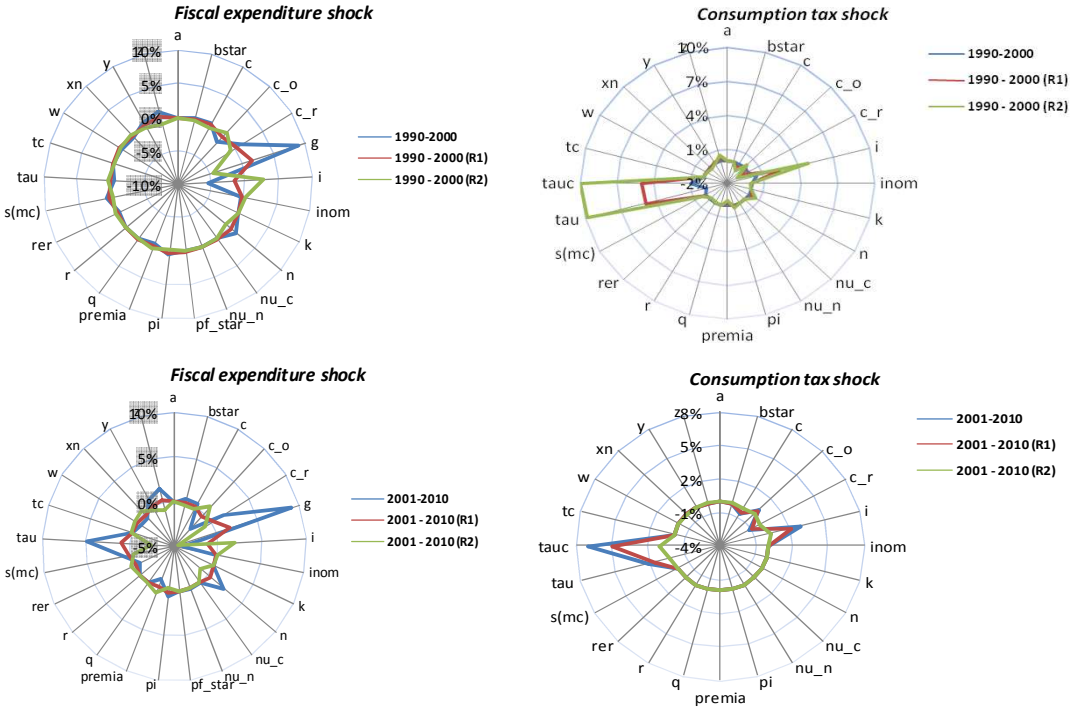 Fiscal expenditure shock
a
bstar
c
c_o
c_r
g
i
inom
k
n
nu_c
nu_n
pf_star
pi
premia
q
r
rer
s(mc)
tau
tc
w
xn
y
10%
5%
0%
-5%
-10%
1990-2000
1990 - 2000 (R1)
1990 - 2000 (R2)
Consumption tax shock
a
bstar
c
c_o
c_r
i
inom
k
n
nu_c
nu_n
pi
premia
q
r
rer
s(mc)
tau
tauc
tc
w
xn
y
10%
7%
4%
1%
-2%
1990-2000
1990 - 2000 (R1)
1990 - 2000 (R2)
Fiscal expenditure shock
a
bstar
c
c_o
c_r
g
i
inom
k
n
nu_c
nu_n
pf_star
pi
premia
q
r
rer
s(mc)
tau
tc
w
xn
y
10%
5%
0%
-5%
2001-2010
2001 - 2010 (R1)
2001 - 2010 (R2)
Consumption tax shock
a
bstar
c
c_o
c_r
i
inom
k
n
nu_c
nu_n
pi
premia
q
r
rer
s(mc)
tau
tauc
tc
w
xn
y
8%
5%
2%
-1%
-4%
2001-2010
2001 - 2010 (R1)
2001 - 2010 (R2)